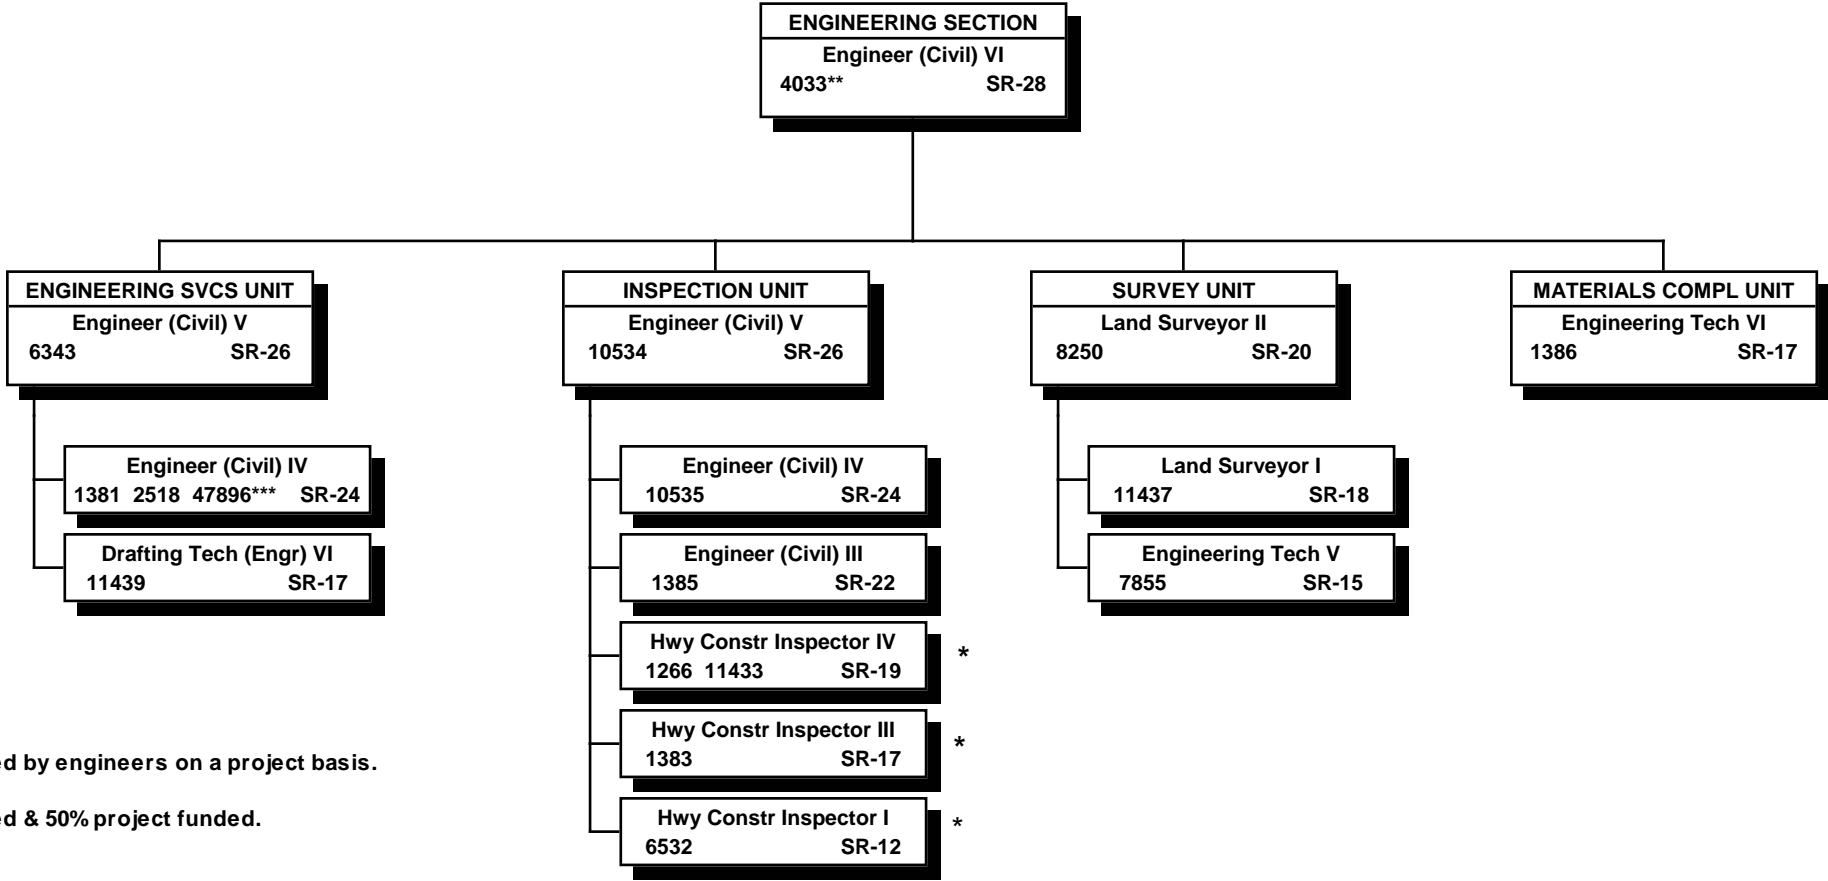 ENGINEERING SECTION
Engineer (Civil) VI
4033** SR-28
ENGINEERING SVCS UNIT
Engineer (Civil) V
6343 SR-26
Engineer (Civil) IV
1381 2518 47896*** SR-24
Drafting Tech (Engr) VI
11439 SR-17
INSPECTION UNIT
Engineer (Civil) V
10534 SR-26
Engineer (Civil) IV
10535 SR-24
Engineer (Civil) III
1385 SR-22
Hwy Constr Inspector IV
1266 11433 SR-19 *
Hwy Constr Inspector III
1383 SR-17 *
Hwy Constr Inspector I
6532 SR-12 *
SURVEY UNIT
Land Surveyor II
8250 SR-20
Land Surveyor I
11437 SR-18
Engineering Tech V
7855 SR-15
MATERIALS COMPL UNIT
Engineering Tech VI
1386 SR-17
ed by engineers on a project basis.
ed & 50% project funded.